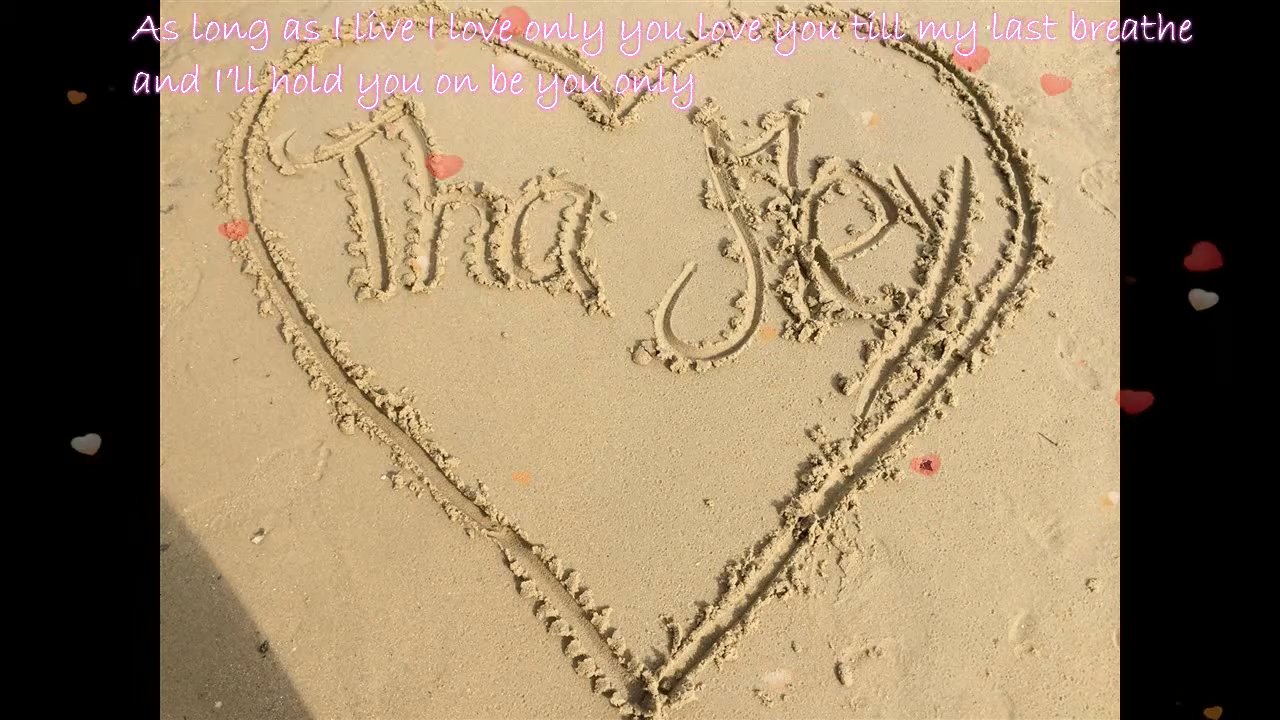 As long as I live I love only you love you till my last breathe
and I'll hold you on be you only
Tha Jley